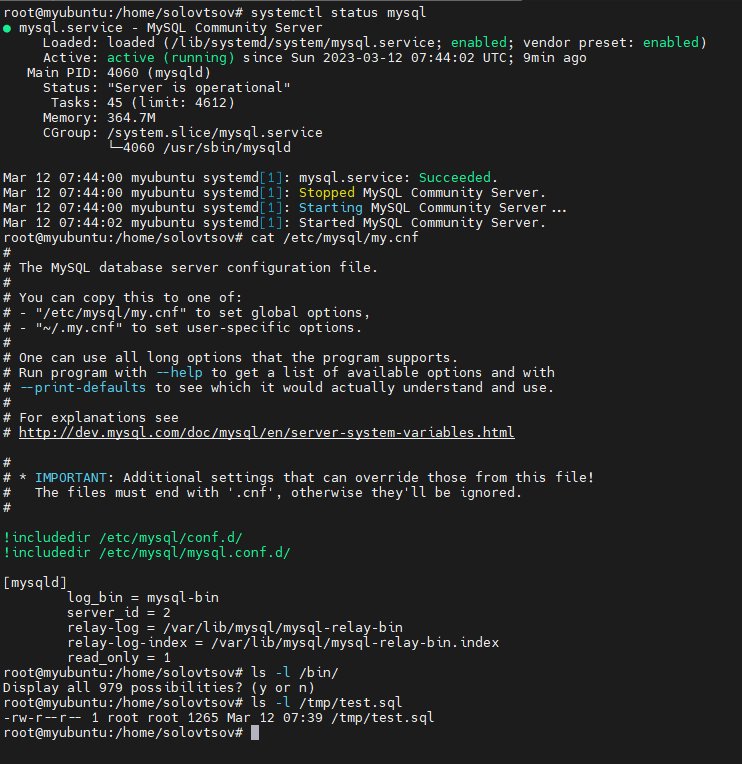 root@myubuntu:/home/solovtsov# systemctl status mysql
● mysql.service - MySQL Community Server
     Loaded: loaded (/lib/systemd/system/mysql.service; enabled; vendor preset: enabled)
     Active: active (running) since Sun 2023-03-12 07:44:02 UTC; 9min ago
   Main PID: 4060 (mysqld)
     Status: "Server is operational"
      Tasks: 45 (limit: 4612)
     Memory: 364.7M
     CGroup: /system.slice/mysql.service
             └─4060 /usr/sbin/mysqld

Mar 12 07:44:00 myubuntu systemd[1]: mysql.service: Succeeded.
Mar 12 07:44:00 myubuntu systemd[1]: Stopped MySQL Community Server.
Mar 12 07:44:00 myubuntu systemd[1]: Starting MySQL Community Server...
Mar 12 07:44:02 myubuntu systemd[1]: Started MySQL Community Server.
root@myubuntu:/home/solovtsov# cat /etc/mysql/my.cnf
#
# The MySQL database server configuration file.
#
# You can copy this to one of:
# - "/etc/mysql/my.cnf" to set global options,
# - "~/.my.cnf" to set user-specific options.
#
# One can use all long options that the program supports.
# Run program with --help to get a list of available options and with
# --print-defaults to see which it would actually understand and use.
#
# For explanations see
# http://dev.mysql.com/doc/mysql/en/server-system-variables.html

#
# * IMPORTANT: Additional settings that can override those from this file!
#   The files must end with '.cnf', otherwise they'll be ignored.
#

!includedir /etc/mysql/conf.d/
!includedir /etc/mysql/mysql.conf.d/

[mysqld]
        log_bin = mysql-bin
        server_id = 2
        relay-log = /var/lib/mysql/mysql-relay-bin
        relay-log-index = /var/lib/mysql/mysql-relay-bin.index
        read_only = 1
root@myubuntu:/home/solovtsov# ls -l /bin/
Display all 979 possibilities? (y or n)
root@myubuntu:/home/solovtsov# ls -l /tmp/test.sql
-rw-r--r-- 1 root root 1265 Mar 12 07:39 /tmp/test.sql
root@myubuntu:/home/solovtsov#